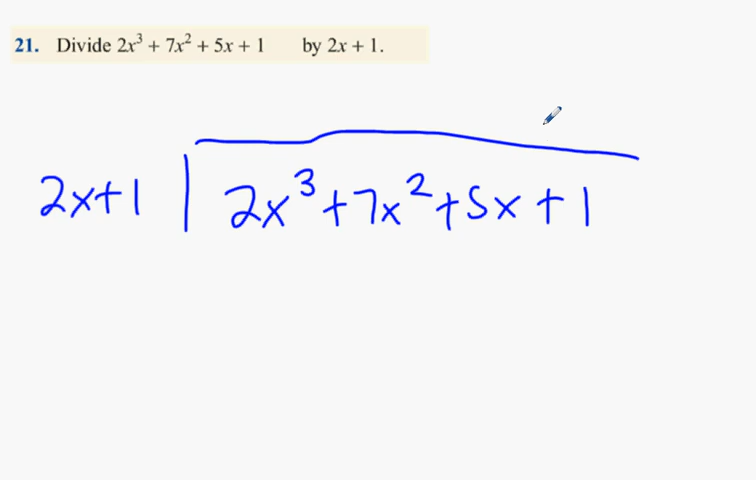 21. Divide 2x³ + 7x² + 5x + 1 by 2x + 1.
2x+1 | 2x³+7x²+5x+1